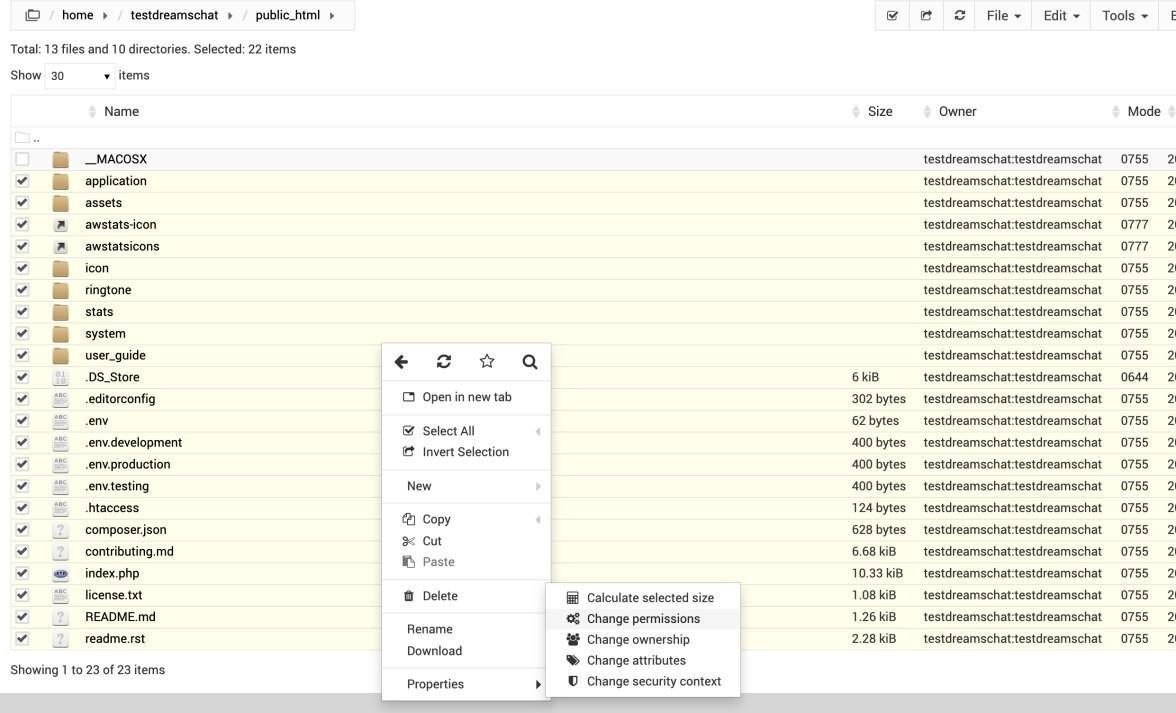 / home / testdreamschat / public_html
File Edit Tools
Total: 13 files and 10 directories. Selected: 22 items
Show 30 items
Name Size Owner Mode
..
__MACOSX testdreamschat:testdreamschat 0755
application testdreamschat:testdreamschat 0755
assets testdreamschat:testdreamschat 0755
awstats-icon testdreamschat:testdreamschat 0777
awstatsicons testdreamschat:testdreamschat 0777
icon testdreamschat:testdreamschat 0755
ringtone testdreamschat:testdreamschat 0755
stats testdreamschat:testdreamschat 0755
system testdreamschat:testdreamschat 0755
user_guide testdreamschat:testdreamschat 0755
.DS_Store 6 kiB testdreamschat:testdreamschat 0644
.editorconfig 302 bytes testdreamschat:testdreamschat 0755
.env 62 bytes testdreamschat:testdreamschat 0755
.env.development 400 bytes testdreamschat:testdreamschat 0755
.env.production 400 bytes testdreamschat:testdreamschat 0755
.env.testing 400 bytes testdreamschat:testdreamschat 0755
.htaccess 124 bytes testdreamschat:testdreamschat 0755
composer.json 628 bytes testdreamschat:testdreamschat 0755
contributing.md 6.68 kiB testdreamschat:testdreamschat 0755
index.php 10.33 kiB testdreamschat:testdreamschat 0755
license.txt 1.08 kiB testdreamschat:testdreamschat 0755
README.md 1.26 kiB testdreamschat:testdreamschat 0755
readme.rst 2.28 kiB testdreamschat:testdreamschat 0755
Showing 1 to 23 of 23 items
Open in new tab
Select All
Invert Selection
New
Copy
Cut
Paste
Delete
Rename
Download
Properties
Calculate selected size
Change permissions
Change ownership
Change attributes
Change security context